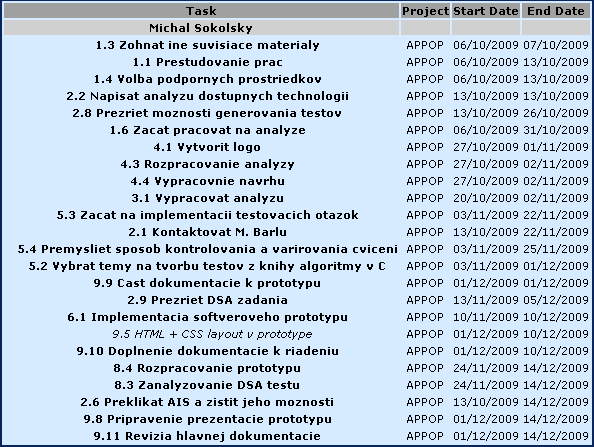 Task Project Start Date End Date
Michal Sokolsky
1.3 Zohnat ine suvisiace materialy APPOP 06/10/2009 07/10/2009
1.1 Prestudovanie prac APPOP 06/10/2009 13/10/2009
1.4 Volba podpornych prostriedkov APPOP 06/10/2009 13/10/2009
2.2 Napisat analyzu dostupnych technologii APPOP 13/10/2009 13/10/2009
2.8 Prezriet moznosti generovania testov APPOP 13/10/2009 26/10/2009
1.6 Zacat pracovat na analyze APPOP 06/10/2009 31/10/2009
4.1 Vytvorit logo APPOP 27/10/2009 01/11/2009
4.3 Rozpracovanie analyzy APPOP 27/10/2009 02/11/2009
4.4 Vypracovnie navrhu APPOP 27/10/2009 02/11/2009
3.1 Vypracovat analyzu APPOP 20/10/2009 02/11/2009
5.3 Zacat na implementacii testovacich otazok APPOP 03/11/2009 22/11/2009
2.1 Kontaktovat M. Barlu APPOP 13/10/2009 22/11/2009
5.4 Premysliet sposob kontrolovania a varirovania cviceni APPOP 03/11/2009 25/11/2009
5.2 Vybrat temy na tvorbu testov z knihy algoritmy v C APPOP 03/11/2009 01/12/2009
9.9 Cast dokumentacie k prototypu APPOP 01/12/2009 01/12/2009
2.9 Prezriet DSA zadania APPOP 13/11/2009 05/12/2009
6.1 Implementacia softveroveho prototypu APPOP 10/11/2009 10/12/2009
9.5 HTML + CSS layout v prototype APPOP 01/12/2009 10/12/2009
9.10 Doplnenie dokumentacie k riadeniu APPOP 01/12/2009 10/12/2009
8.4 Rozpracovanie prototypu APPOP 24/11/2009 14/12/2009
8.3 Zanalyzovanie DSA testu APPOP 24/11/2009 14/12/2009
2.6 Preklikat AIS a zistit jeho moznosti APPOP 13/10/2009 14/12/2009
9.8 Pripravenie prezentacie prototypu APPOP 01/12/2009 14/12/2009
9.11 Revizia hlavnej dokumentacie APPOP 01/12/2009 14/12/2009